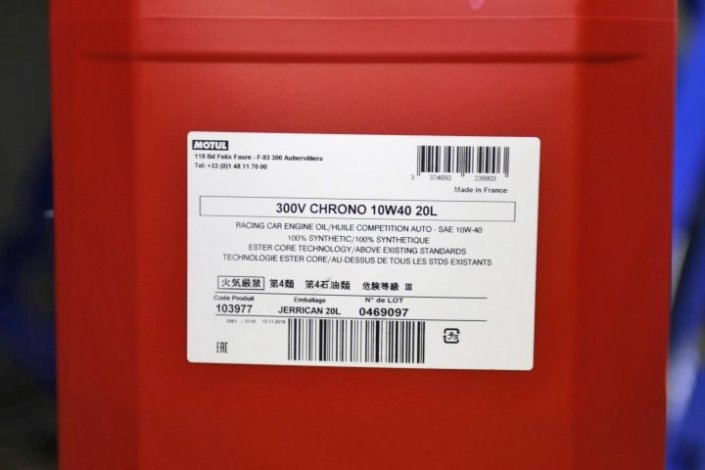 MOTUL
119 Bd Felix Faure - F-93 300 Aubervilliers
Tel: +33 (0)1 48 11 70 00
3 374650 239903
Made in France
300V CHRONO 10W40 20L
RACING CAR ENGINE OIL/HUILE COMPETITION AUTO - SAE 10W-40
100% SYNTHETIC/100% SYNTHETIQUE
ESTER CORE TECHNOLOGY/ABOVE EXISTING STANDARDS
TECHNOLOGIE ESTER CORE/AU-DESSUS DE TOUS LES STDS EXISTANTS
火気厳禁 第4類 第4石油類 危険等級 Ⅲ
Code Produit Emballage N° de LOT
103977 JERRICAN 20L 0469097
EAC